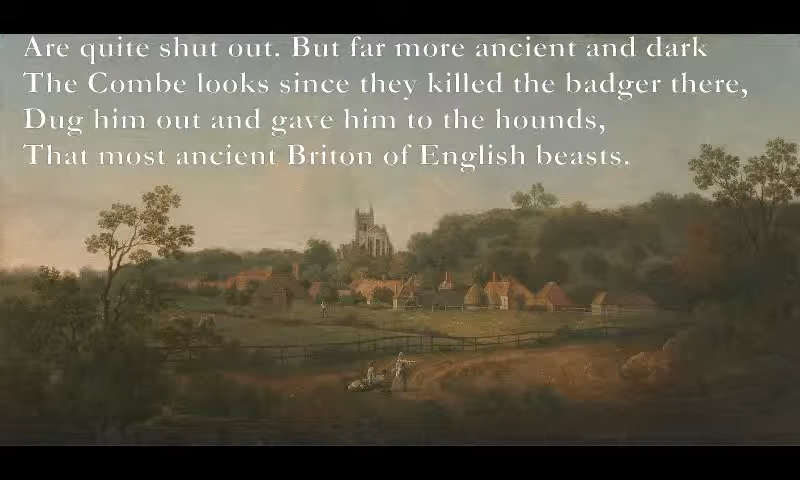 Are quite shut out. But far more ancient and dark
The Combe looks since they killed the badger there,
Dug him out and gave him to the hounds,
That most ancient Briton of English beasts.